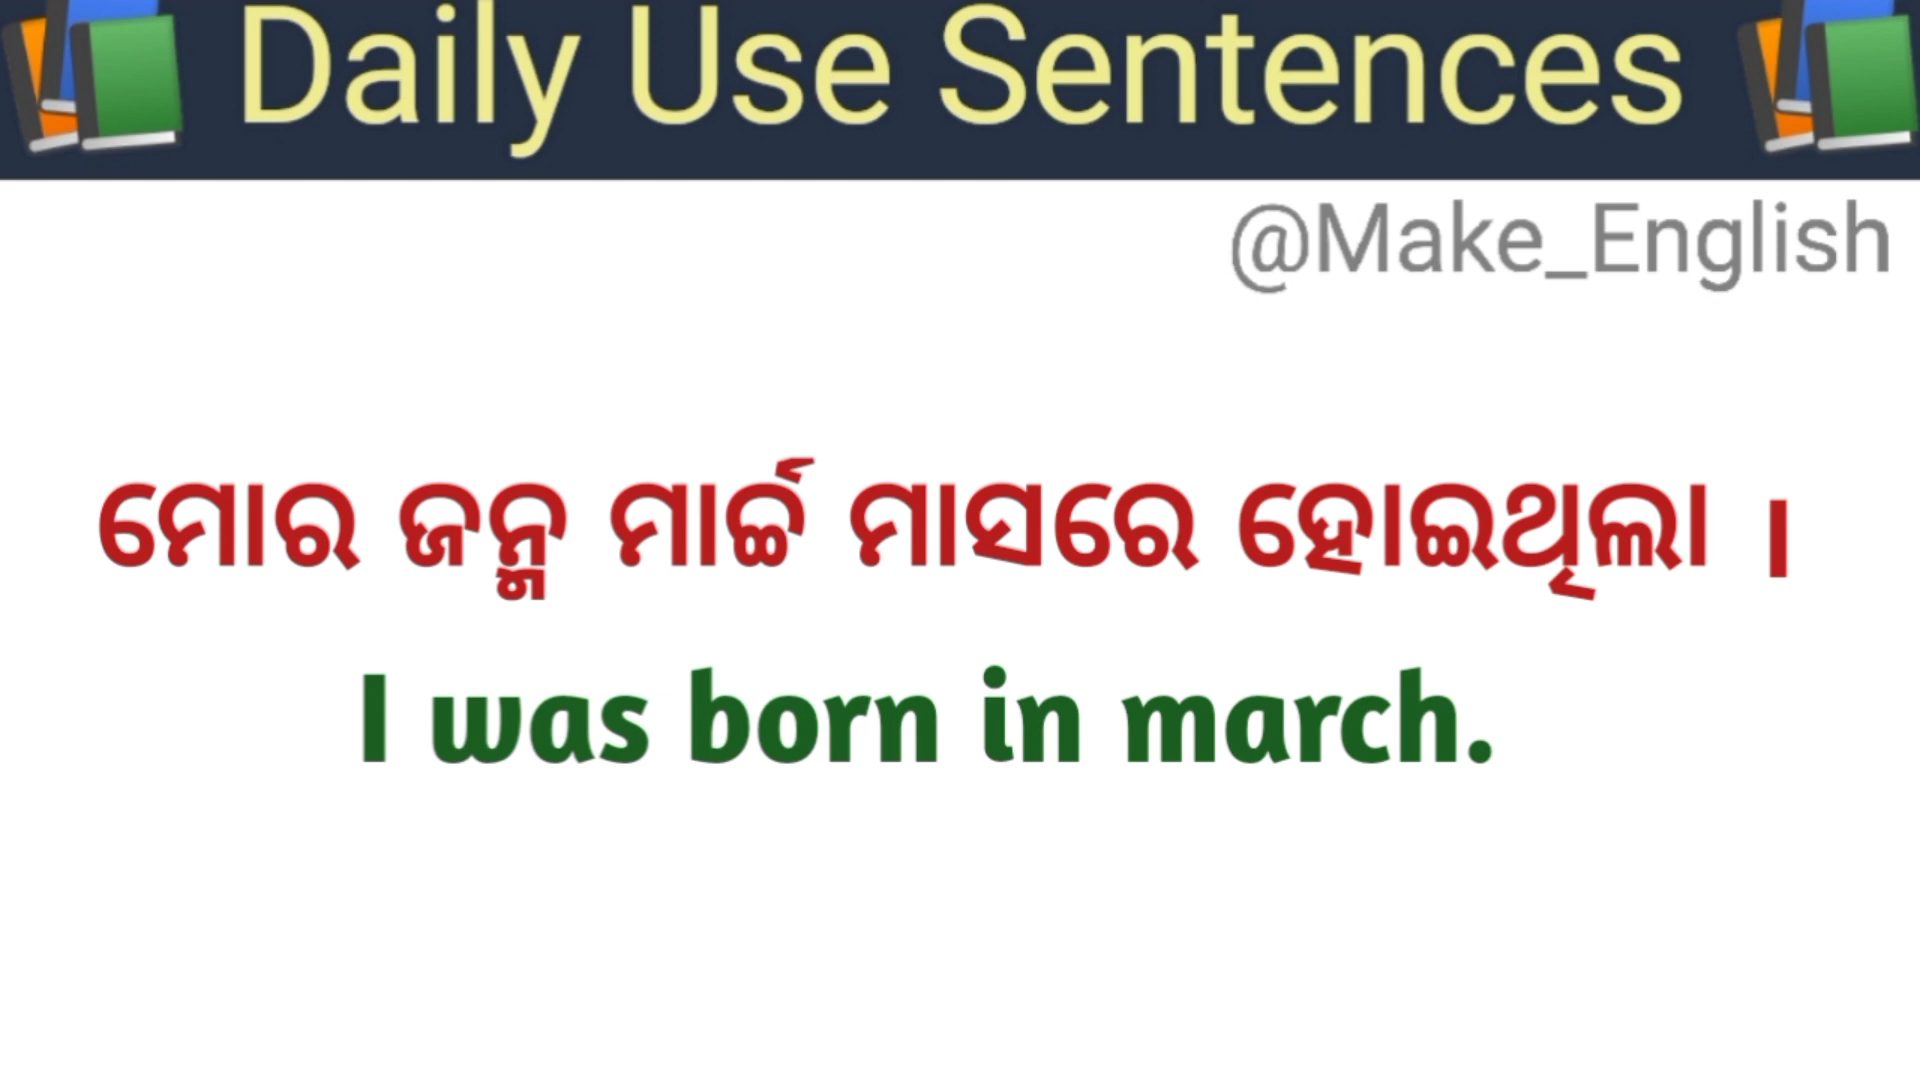 Daily Use Sentences
@Make_English
ମୋର ଜନ୍ମ ମାର୍ଚ୍ଚ ମାସରେ ହୋଇଥିଲା ।
I was born in march.